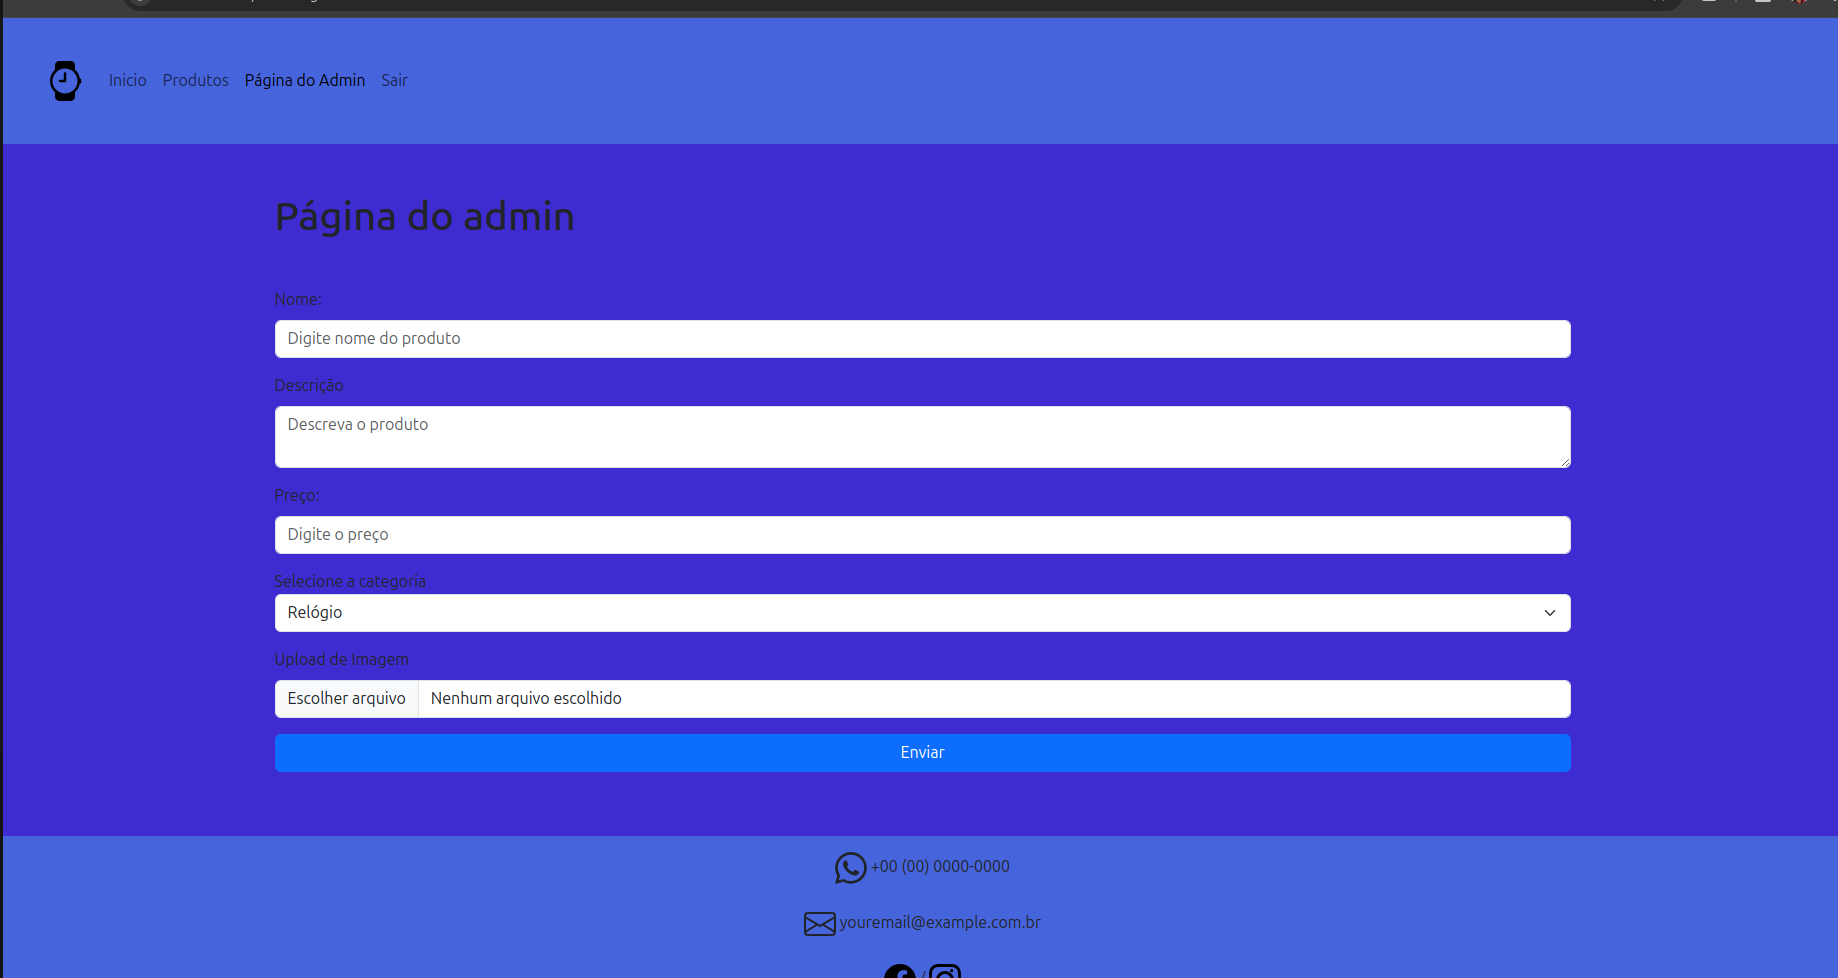 Inicio Produtos Página do Admin Sair
Página do admin
Nome:
Digite nome do produto
Descrição
Descreva o produto
Preço:
Digite o preço
Selecione a categoria
Relógio
Upload de Imagem
Escolher arquivo Nenhum arquivo escolhido
Enviar
+00 (00) 0000-0000
youremail@example.com.br